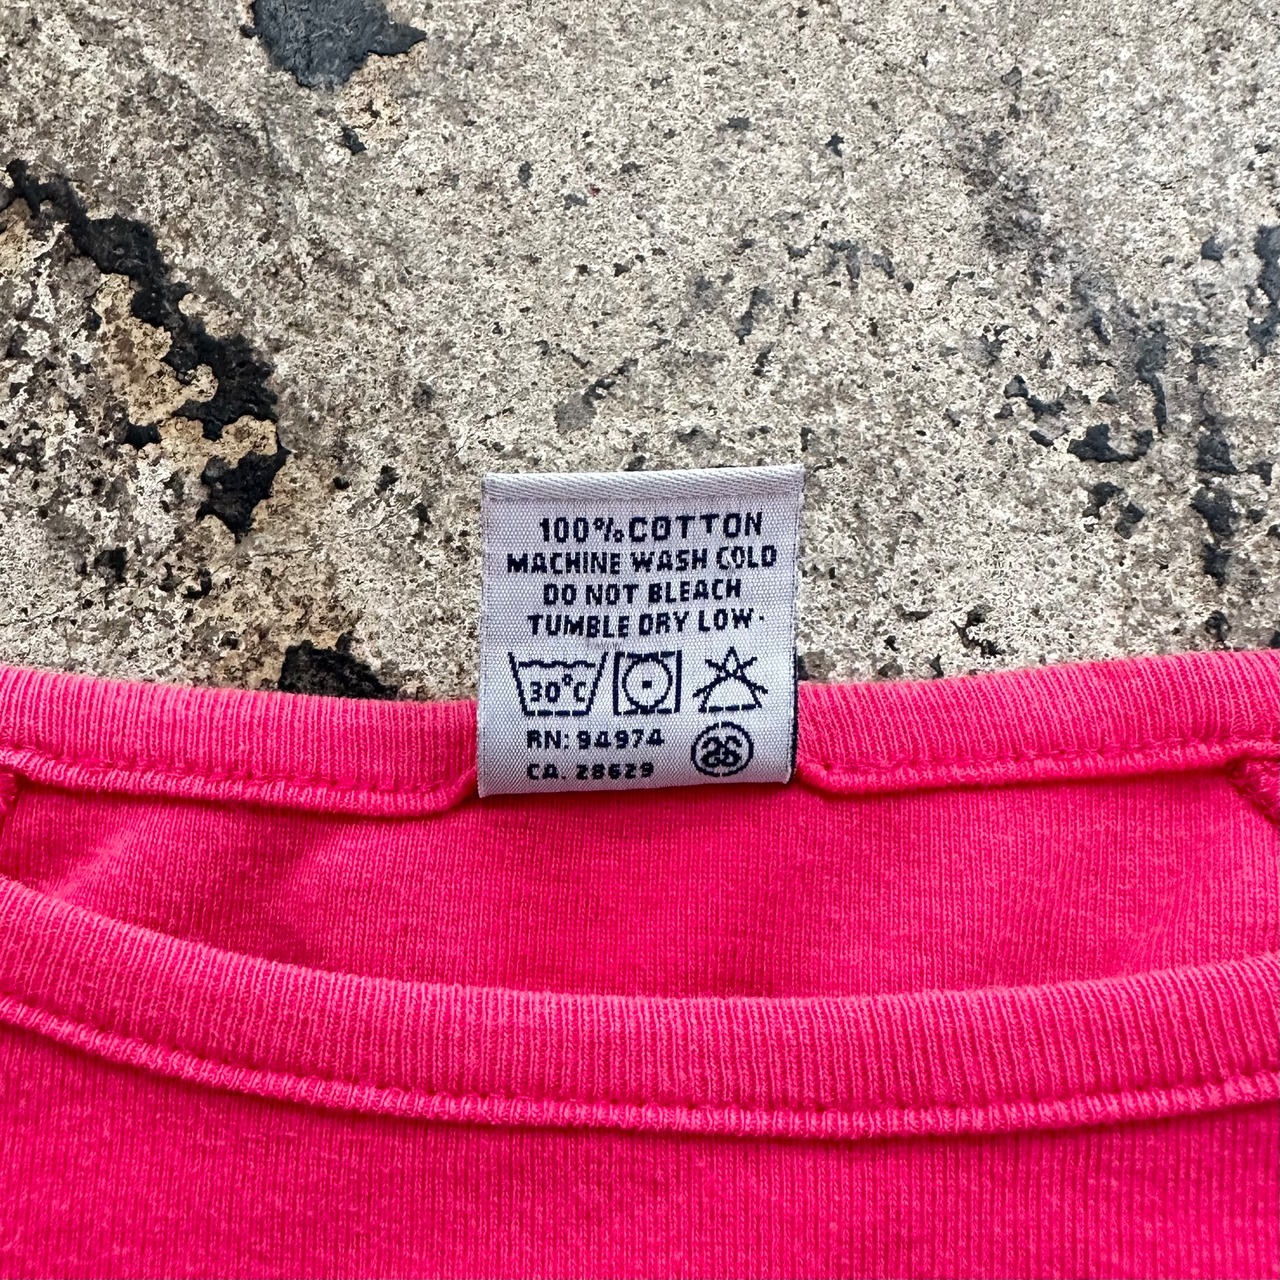 100% COTTON
MACHINE WASH COLD
DO NOT BLEACH
TUMBLE DRY LOW.
30°C
RN: 94974
CA. 28629